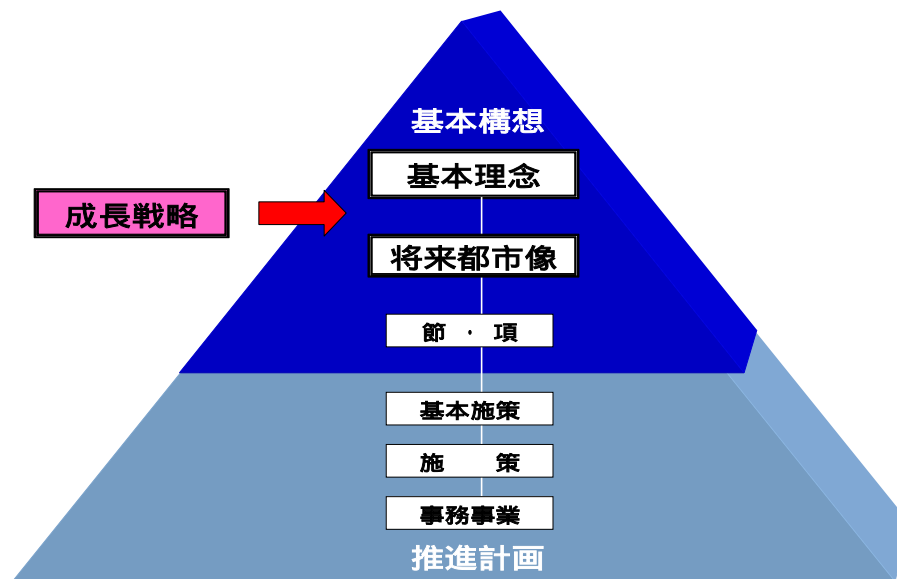 基本構想
基本理念
成長戦略
将来都市像
節 ・ 項
基本施策
施 策
事務事業
推進計画